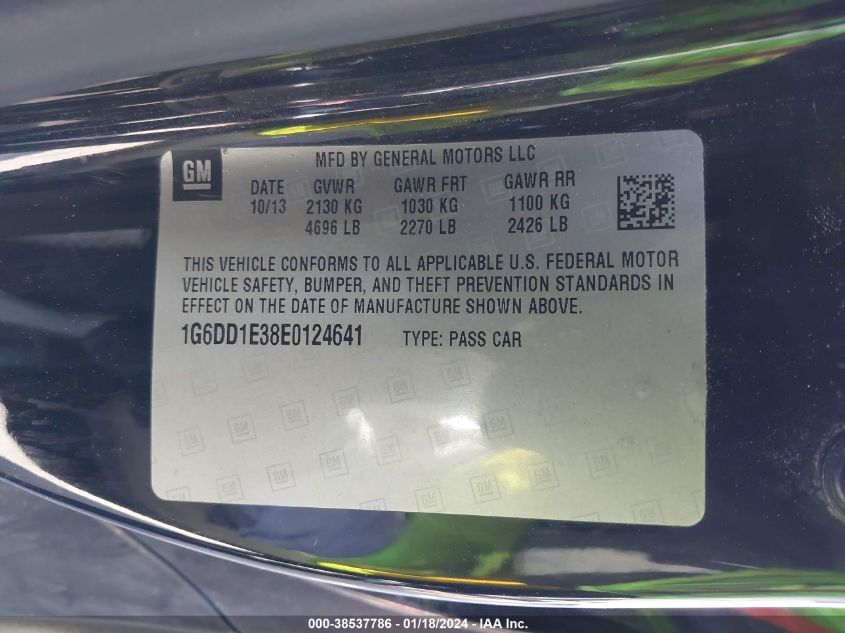 GM
MFD BY GENERAL MOTORS LLC
DATE GVWR GAWR FRT GAWR RR
10/13 2130 KG 1030 KG 1100 KG
4696 LB 2270 LB 2426 LB
THIS VEHICLE CONFORMS TO ALL APPLICABLE U.S. FEDERAL MOTOR
VEHICLE SAFETY, BUMPER, AND THEFT PREVENTION STANDARDS IN
EFFECT ON THE DATE OF MANUFACTURE SHOWN ABOVE.
1G6DD1E38E0124641 TYPE: PASS CAR
000-38537786 - 01/18/2024 - IAA Inc.